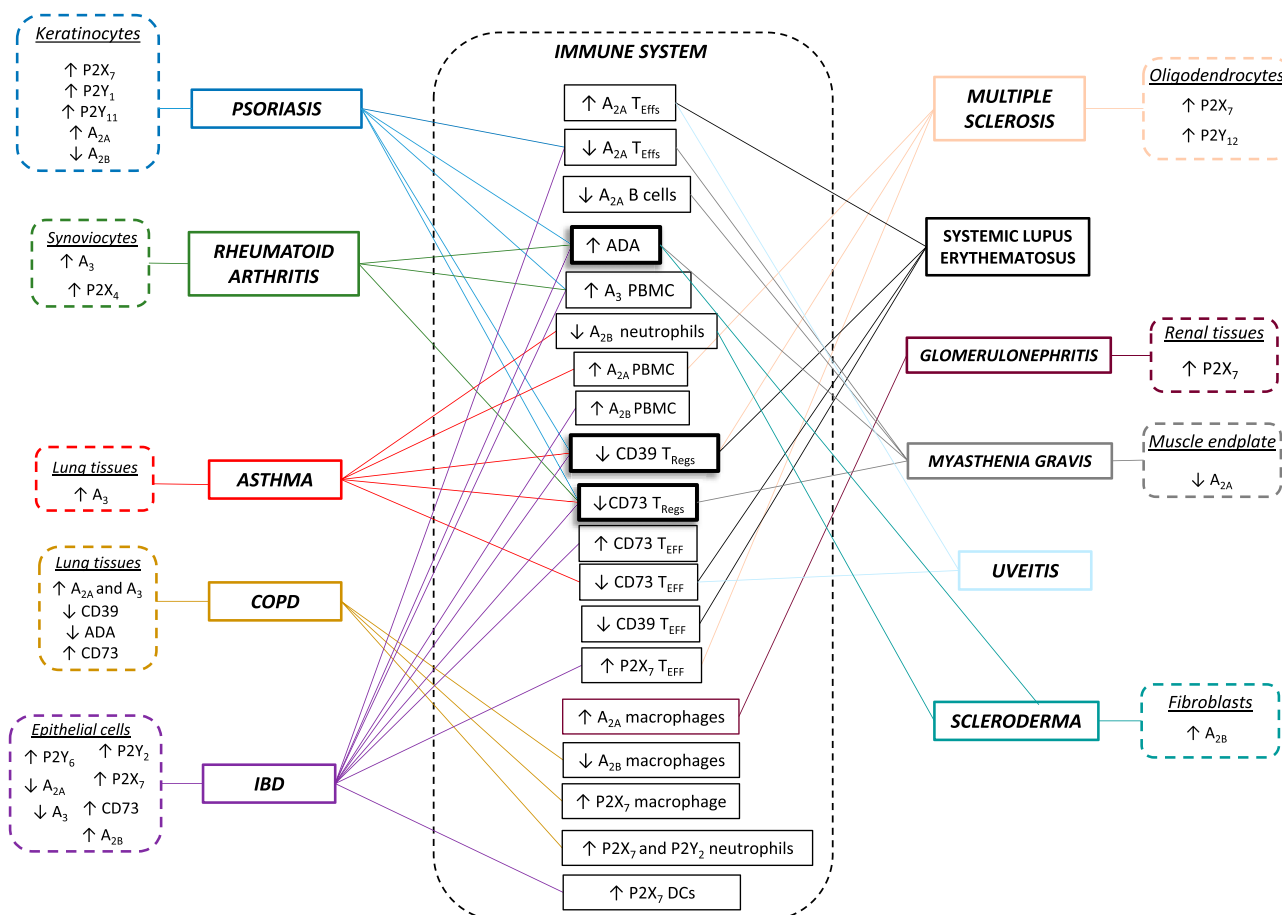 Keratinocytes
↑ P2X7
↑ P2Y1
↑ P2Y11
↑ A2A
↓ A2B
PSORIASIS
Synoviocytes
↑ A3
↑ P2X4
RHEUMATOID
ARTHRITIS
Lung tissues
↑ A3
ASTHMA
Lung tissues
↑ A2A and A3
↓ CD39
↓ ADA
↑ CD73
COPD
Epithelial cells
↑ P2Y6
↑ P2Y2
↓ A2A
↑ P2X7
↓ A3
↑ CD73
↑ A2B
IBD
IMMUNE SYSTEM
↑ A2A TEffs
↓ A2A TEffs
↓ A2A B cells
↑ ADA
↑ A3 PBMC
↓ A2B neutrophils
↑ A2A PBMC
↑ A2B PBMC
↓ CD39 TRegs
↓CD73 TRegs
↑ CD73 TEFF
↓ CD73 TEFF
↓ CD39 TEFF
↑ P2X7 TEFF
↑ A2A macrophages
↓ A2B macrophages
↑ P2X7 macrophage
↑ P2X7 and P2Y2 neutrophils
↑ P2X7 DCs
MULTIPLE
SCLEROSIS
Oligodendrocytes
↑ P2X7
↑ P2Y12
SYSTEMIC LUPUS
ERYTHEMATOSUS
GLOMERULONEPHRITIS
Renal tissues
↑ P2X7
MYASTHENIA GRAVIS
Muscle endplate
↓ A2A
UVEITIS
SCLERODERMA
Fibroblasts
↑ A2B